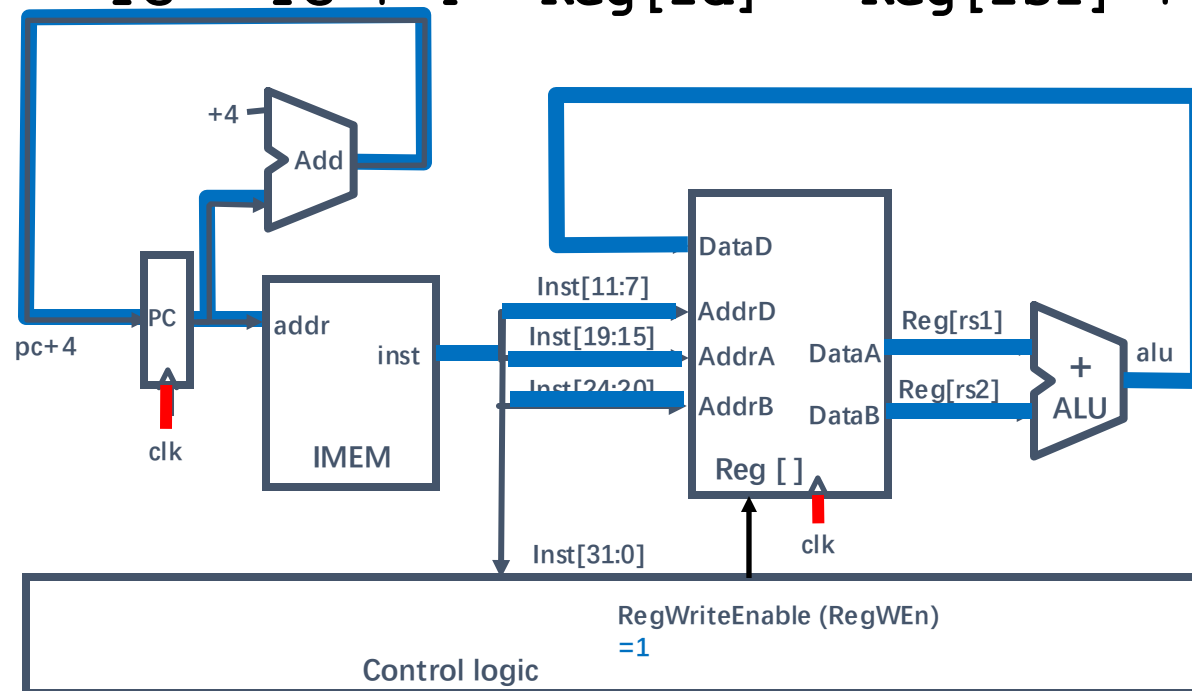 +4
Add
DataD
Inst[11:7]
PC
addr
AddrD
Reg[rs1]
Inst[19:15]
pc+4
inst
AddrA
DataA
alu
+
Inst[24:20]
Reg[rs2]
AddrB
DataB
ALU
clk
IMEM
Reg [ ]
clk
Inst[31:0]
RegWriteEnable (RegWEn)
=1
Control logic